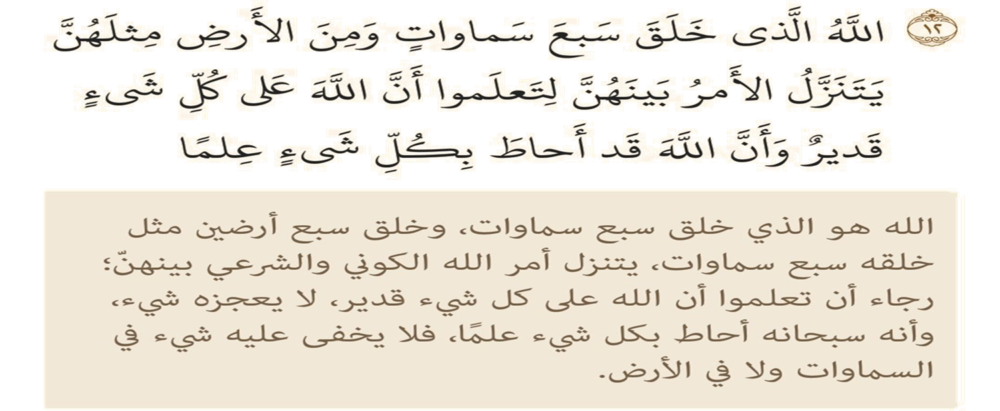 ١٢ اللَّهُ الَّذى خَلَقَ سَبعَ سَماواتٍ وَمِنَ الأَرضِ مِثلَهُنَّ
يَتَنَزَّلُ الأَمرُ بَينَهُنَّ لِتَعلَموا أَنَّ اللَّهَ عَلى كُلِّ شَىءٍ
قَديرٌ وَأَنَّ اللَّهَ قَد أَحاطَ بِكُلِّ شَىءٍ عِلمًا
الله هو الذي خلق سبع سماوات، وخلق سبع أرضين مثل
خلقه سبع سماوات، يتنزل أمر الله الكوني والشرعي بينهنّ؛
رجاء أن تعلموا أن الله على كل شيء قدير، لا يعجزه شيء،
وأنه سبحانه أحاط بكل شيء علمًا، فلا يخفى عليه شيء في
السماوات ولا في الأرض.